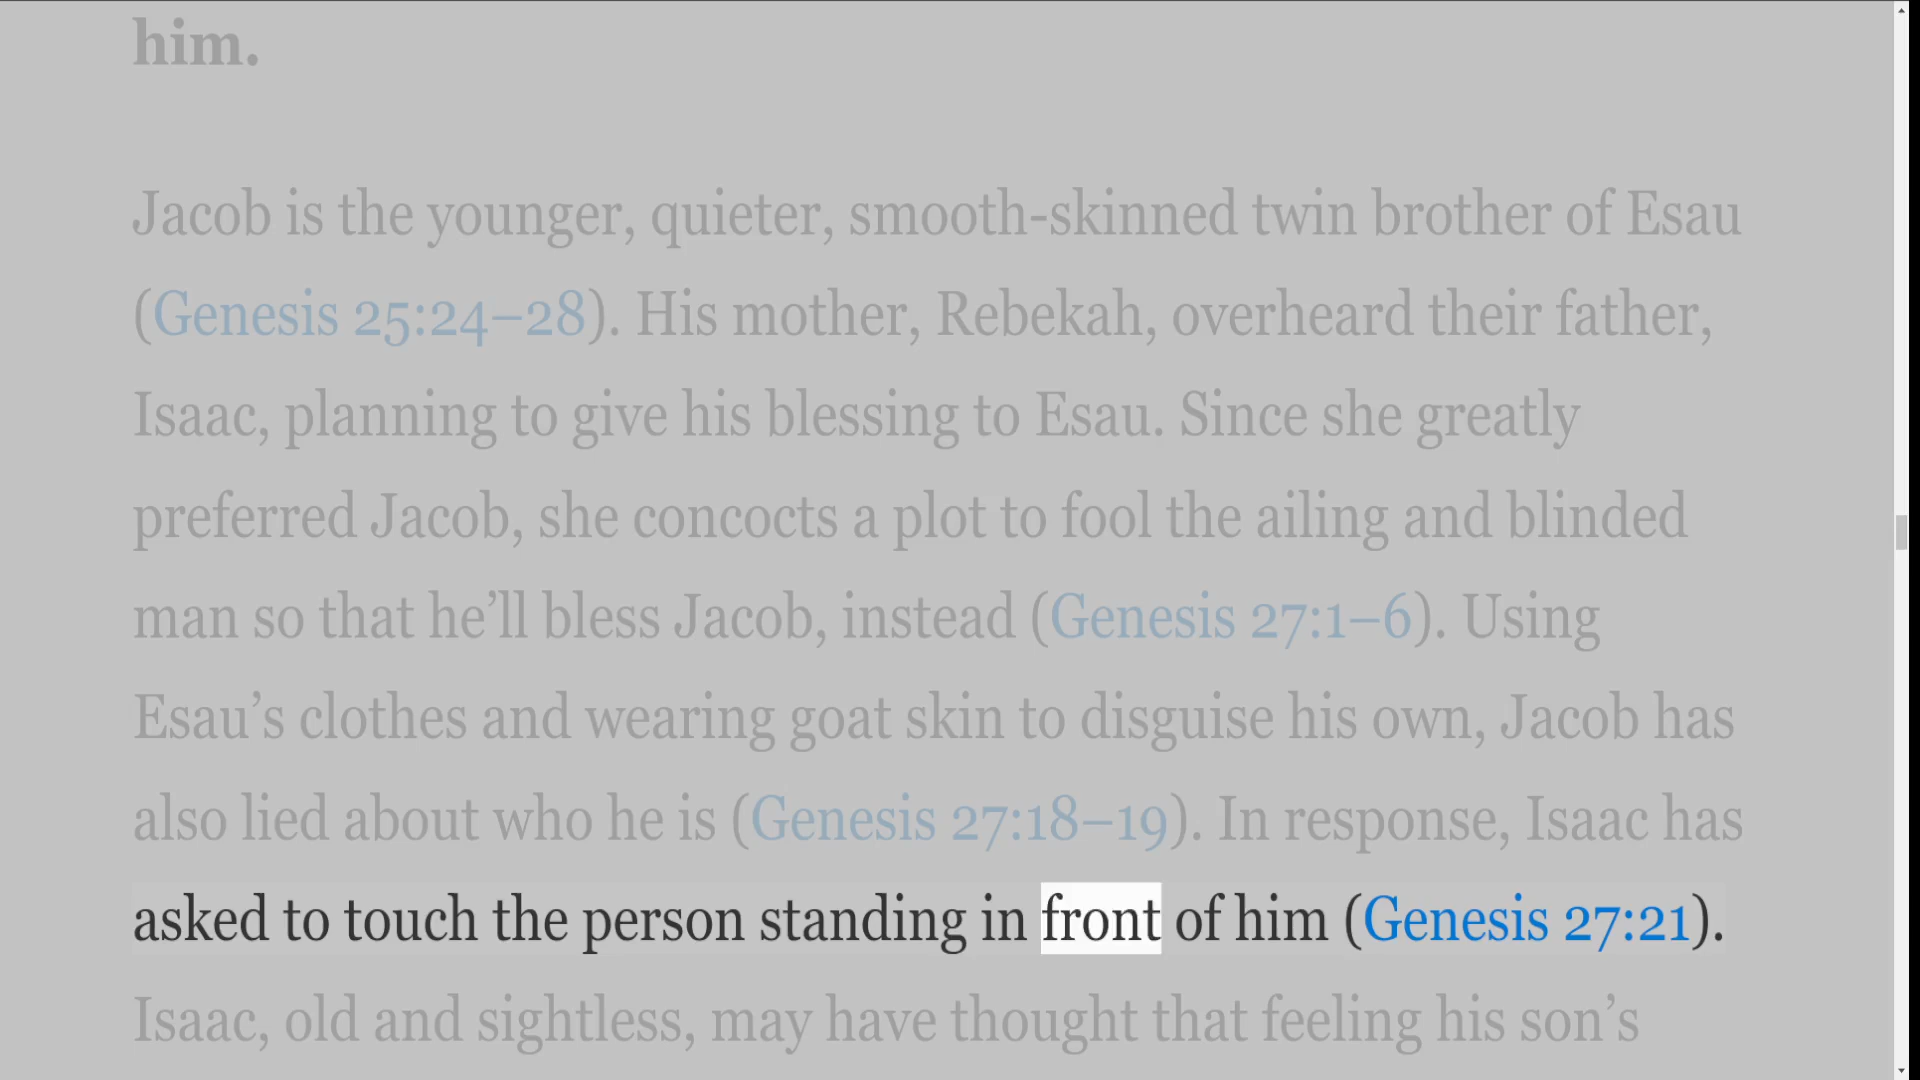 him.
Jacob is the younger, quieter, smooth-skinned twin brother of Esau
(Genesis 25:24–28). His mother, Rebekah, overheard their father,
Isaac, planning to give his blessing to Esau. Since she greatly
preferred Jacob, she concocts a plot to fool the ailing and blinded
man so that he’ll bless Jacob, instead (Genesis 27:1–6). Using
Esau’s clothes and wearing goat skin to disguise his own, Jacob has
also lied about who he is (Genesis 27:18–19). In response, Isaac has
asked to touch the person standing in front of him (Genesis 27:21).
Isaac, old and sightless, may have thought that feeling his son’s